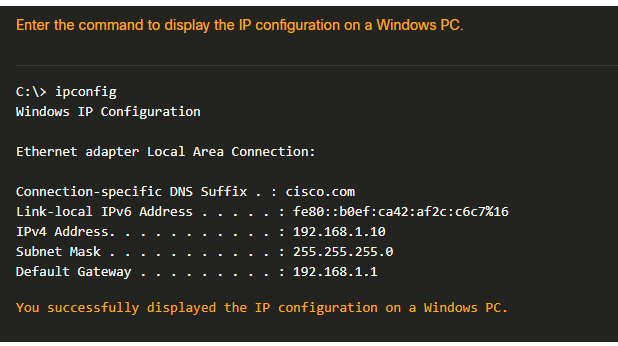 Enter the command to display the IP configuration on a Windows PC.
C:\> ipconfig
Windows IP Configuration
Ethernet adapter Local Area Connection:
Connection-specific DNS Suffix . : cisco.com
Link-local IPv6 Address . . . . . : fe80::b0ef:ca42:af2c:c6c7%16
IPv4 Address. . . . . . . . . . . : 192.168.1.10
Subnet Mask . . . . . . . . . . . : 255.255.255.0
Default Gateway . . . . . . . . . : 192.168.1.1
You successfully displayed the IP configuration on a Windows PC.